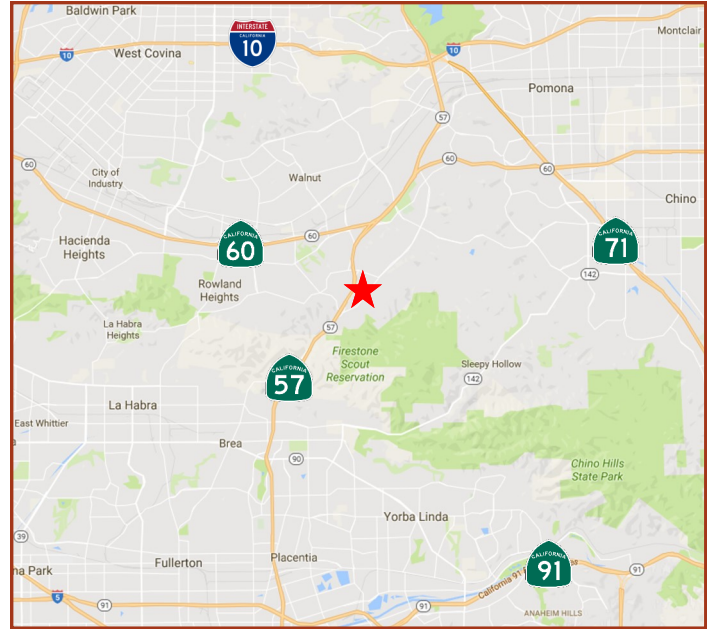 Baldwin Park
INTERSTATE
CALIFORNIA
10
Montclair
10
West Covina
10
Pomona
57
60
60
60
City of
Industry
Walnut
Chino
CALIFORNIA
60
60
CALIFORNIA
71
Hacienda
Heights
142
Rowland
Heights
La Habra
Heights
57
Firestone
Scout
Reservation
Sleepy Hollow
142
CALIFORNIA
57
La Habra
East Whittier
Brea
90
Chino Hills
State Park
Yorba Linda
39
Placentia
Fullerton
na Park
CALIFORNIA
91
California 91
91
5
91
91
ANAHEIM HILLS